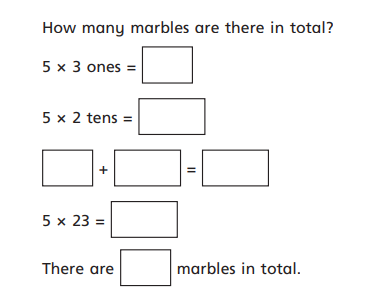 How many marbles are there in total?
5 × 3 ones =
5 × 2 tens =
+ =
5 × 23 =
There are marbles in total.